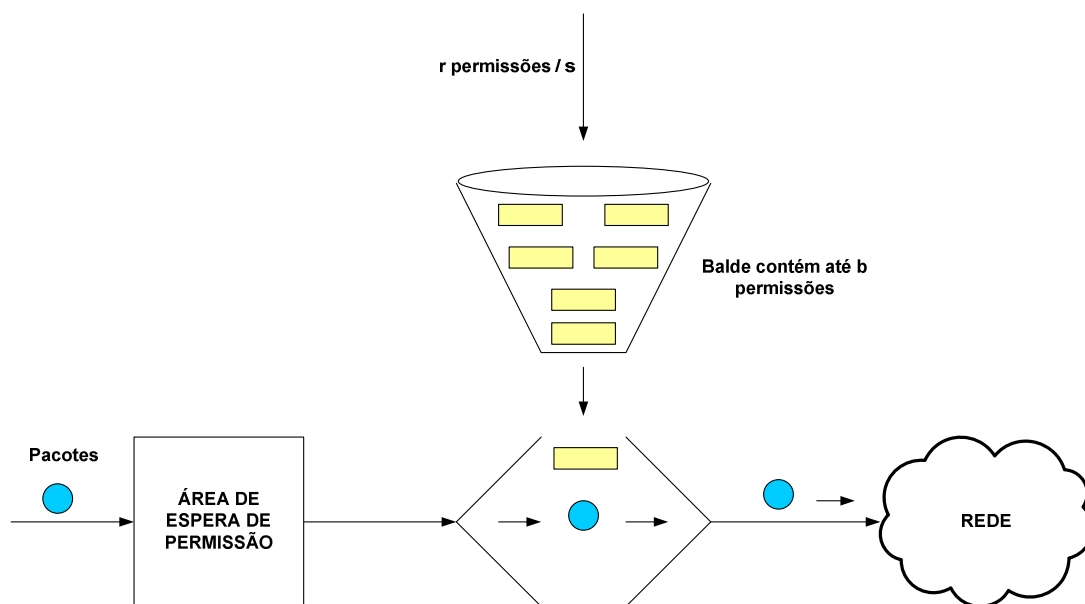 r permissões / s
Balde contém até b
permissões
Pacotes
ÁREA DE
ESPERA DE
PERMISSÃO
REDE